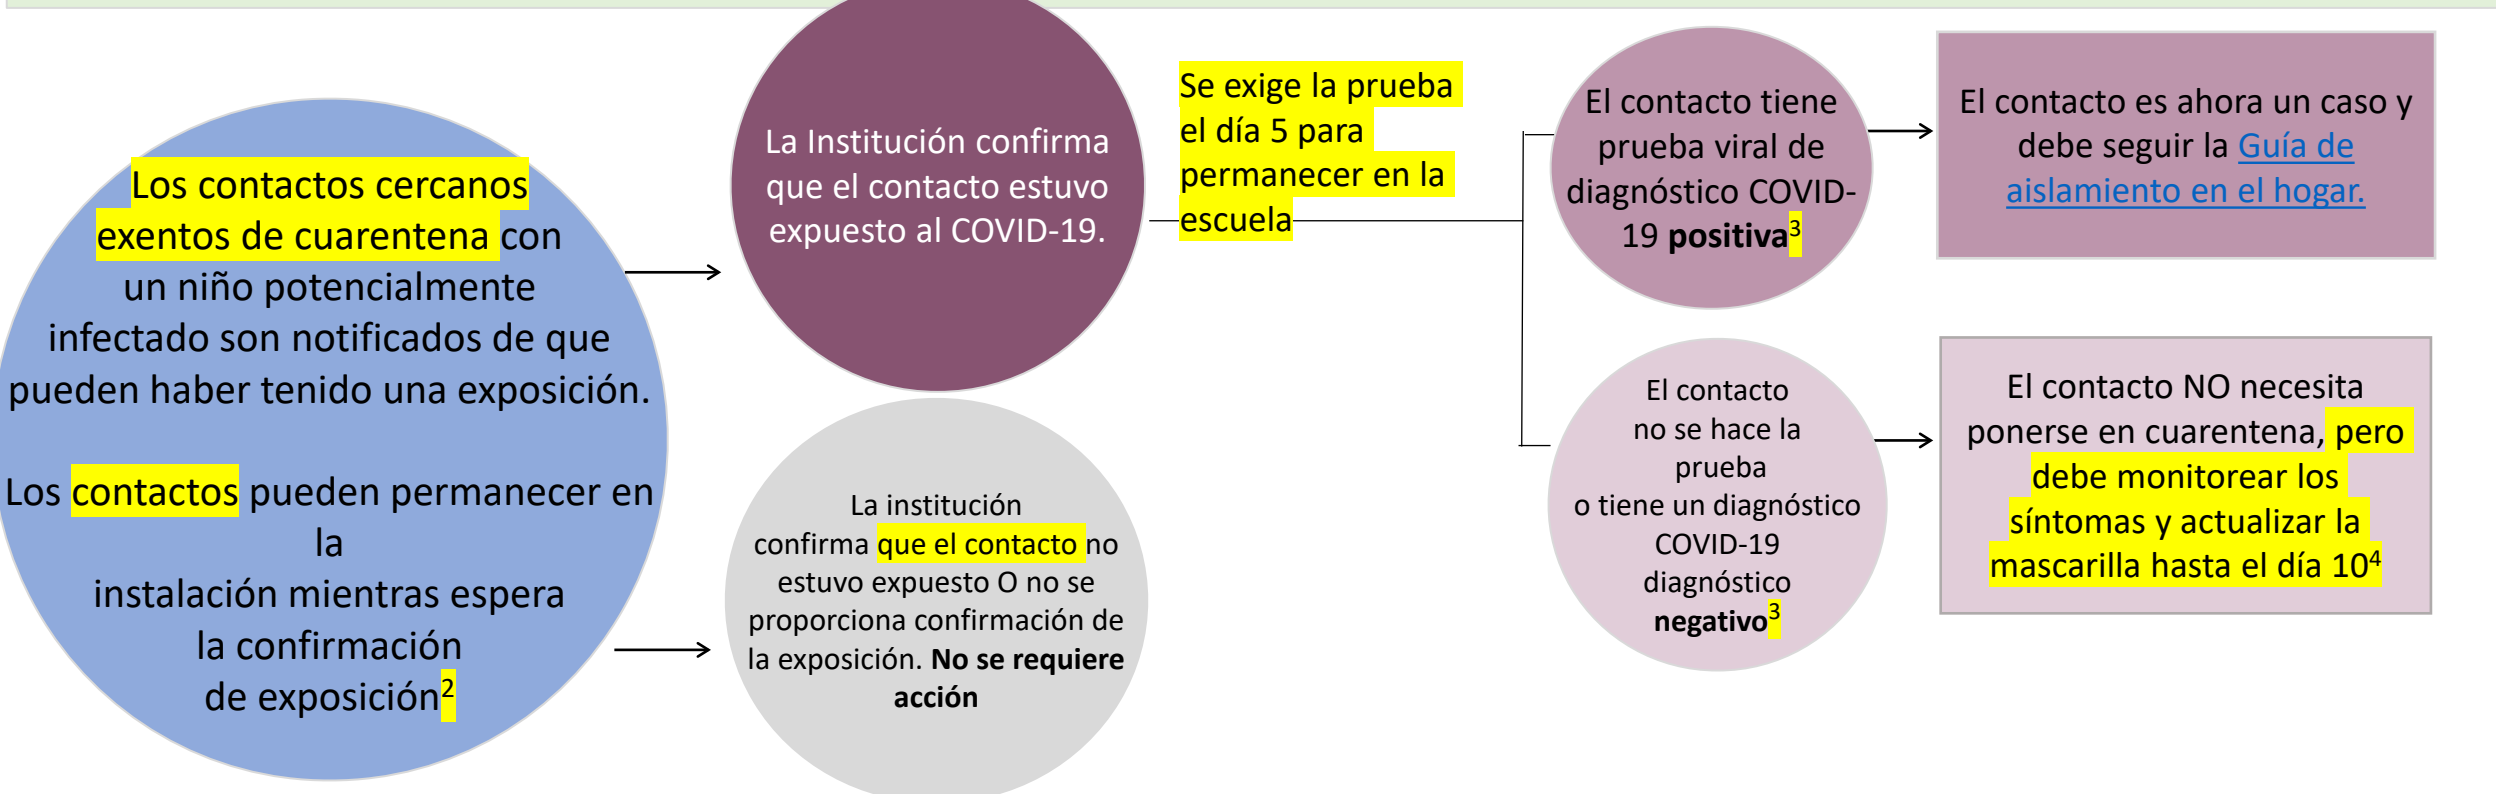 Los contactos cercanos
exentos de cuarentena con
un niño potencialmente
infectado son notificados de que
pueden haber tenido una exposición.
Los contactos pueden permanecer en
la
instalación mientras espera
la confirmación
de exposición2
La Institución confirma
que el contacto estuvo
expuesto al COVID-19.
La institución
confirma que el contacto no
estuvo expuesto O no se
proporciona confirmación de
la exposición. No se requiere
acción
Se exige la prueba
el día 5 para
permanecer en la
escuela
El contacto tiene
prueba viral de
diagnóstico COVID-
19 positiva3
El contacto es ahora un caso y
debe seguir la Guía de
aislamiento en el hogar.
El contacto
no se hace la
prueba
o tiene un diagnóstico
COVID-19
diagnóstico
negativo3
El contacto NO necesita
ponerse en cuarentena, pero
debe monitorear los
síntomas y actualizar la
mascarilla hasta el día 104